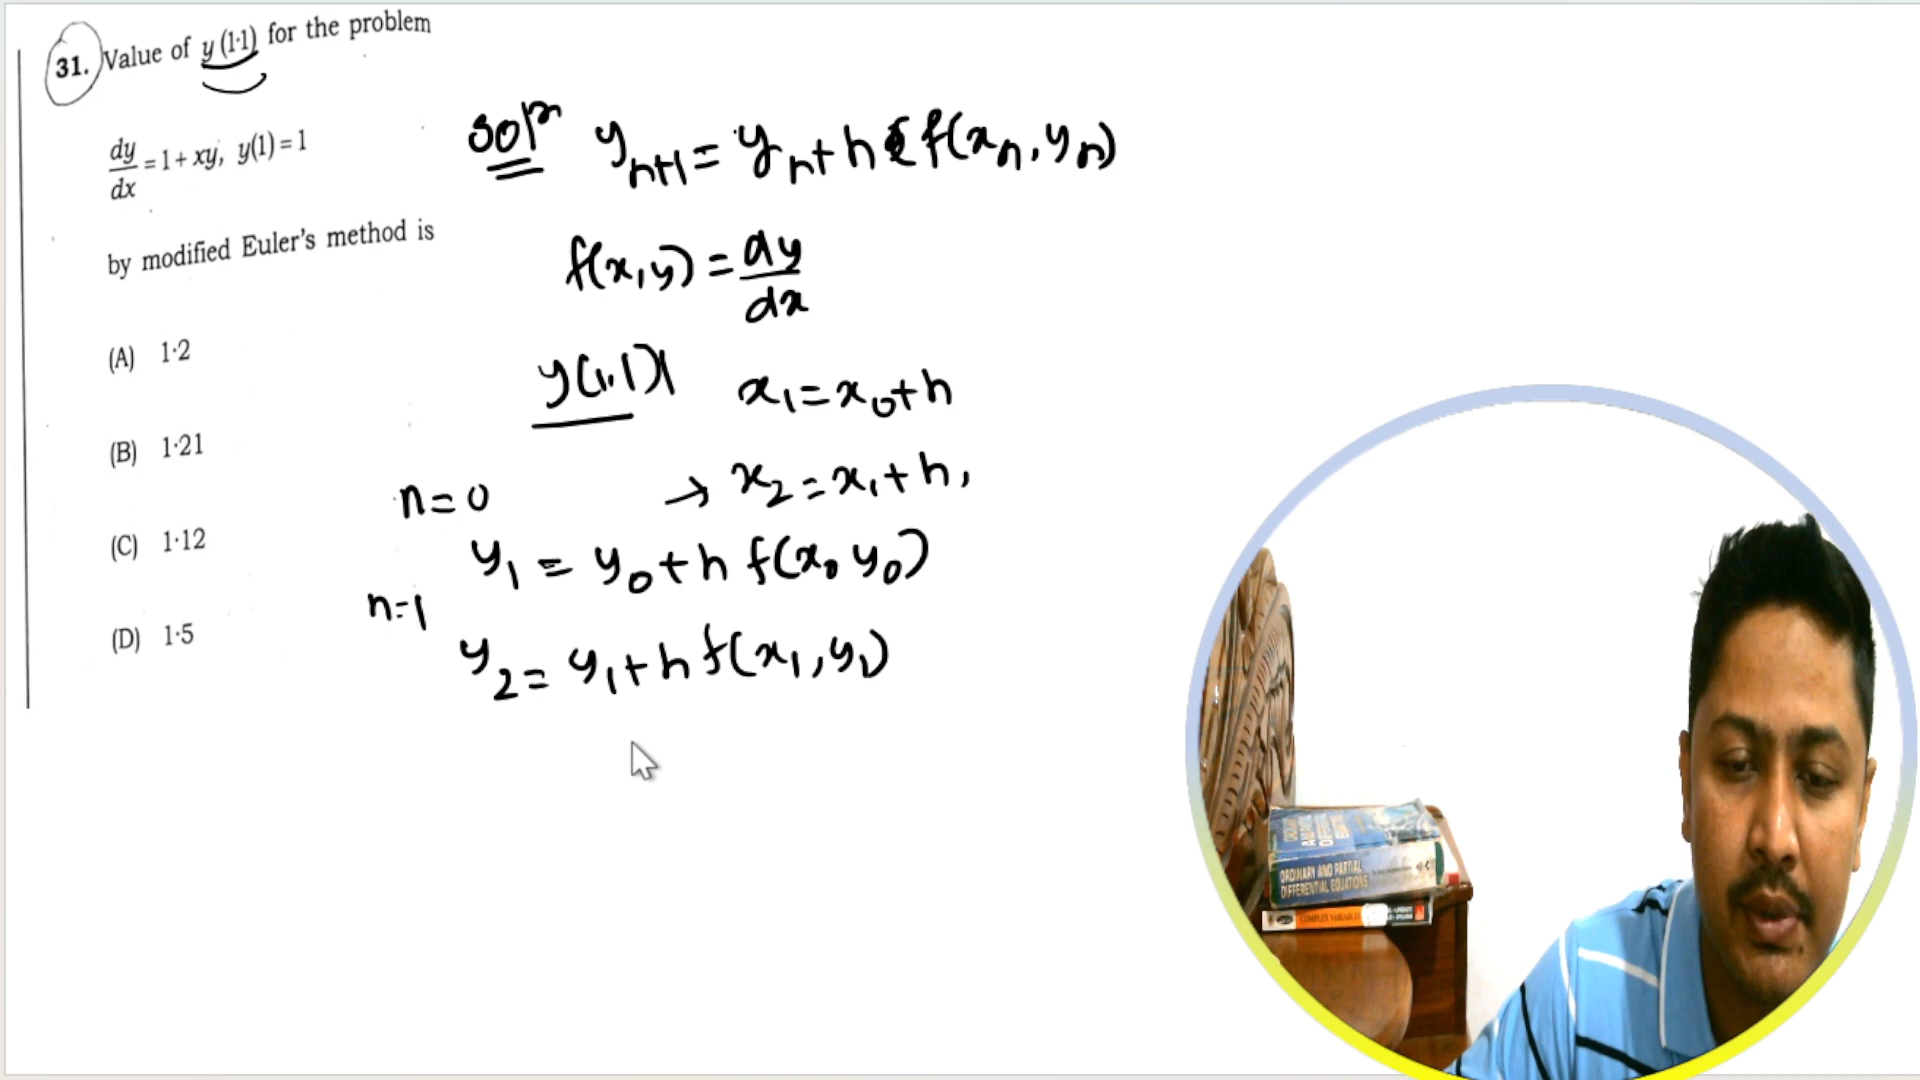 31. Value of y (1·1) for the problem
dy/dx = 1 + xy, y(1) = 1
by modified Euler's method is
(A) 1·2
(B) 1·21
(C) 1·12
(D) 1·5
Solⁿ y_{n+1} = y_n + h f(x_n, y_n)
f(x, y) = dy/dx
y(1.1)
x_1 = x_0 + h
n = 0
→ x_2 = x_1 + h,
y_1 = y_0 + h f(x_0 y_0)
n = 1
y_2 = y_1 + h f(x_1, y_1)
ORDINARY AND PARTIAL
DIFFERENTIAL EQUATIONS
COMPLEX VARIABLES